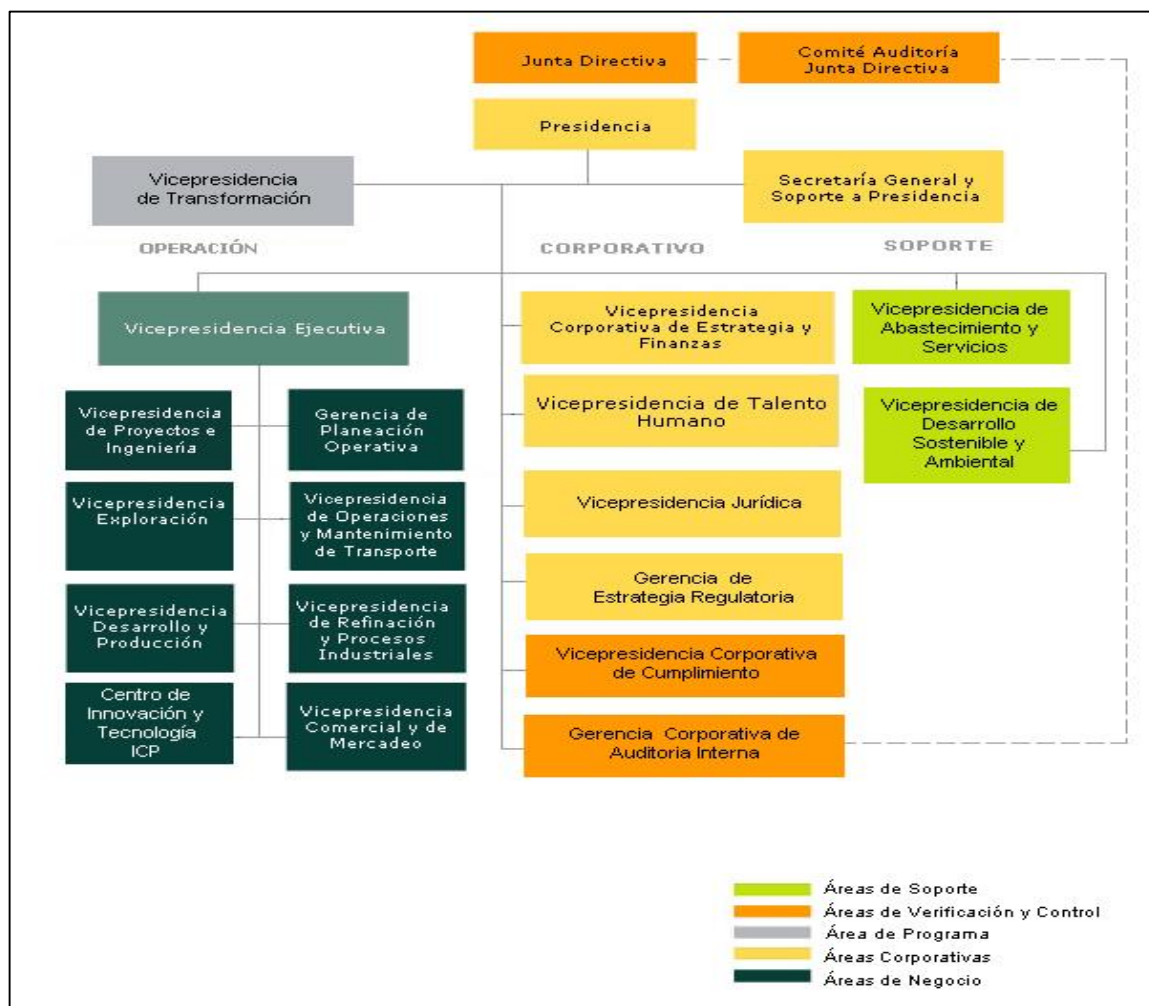 Junta Directiva
Comité Auditoría
Junta Directiva
Presidencia
Vicepresidencia
de Transformación
Secretaría General y
Soporte a Presidencia
OPERACIÓN
CORPORATIVO
SOPORTE
Vicepresidencia Ejecutiva
Vicepresidencia
de Proyectos e
Ingeniería
Gerencia de
Planeación
Operativa
Vicepresidencia
Exploración
Vicepresidencia
de Operaciones
y Mantenimiento
de Transporte
Vicepresidencia
Desarrollo y
Producción
Vicepresidencia
de Refinación
y Procesos
Industriales
Centro de
Innovación y
Tecnología
ICP
Vicepresidencia
Comercial y de
Mercadeo
Vicepresidencia
Corporativa de Estrategia y
Finanzas
Vicepresidencia de Talento
Humano
Vicepresidencia Jurídica
Gerencia de
Estrategia Regulatoria
Vicepresidencia Corporativa
de Cumplimiento
Gerencia Corporativa de
Auditoria Interna
Vicepresidencia de
Abastecimiento y
Servicios
Vicepresidencia de
Desarrollo
Sostenible y
Ambiental
Áreas de Soporte
Áreas de Verificación y Control
Área de Programa
Áreas Corporativas
Áreas de Negocio